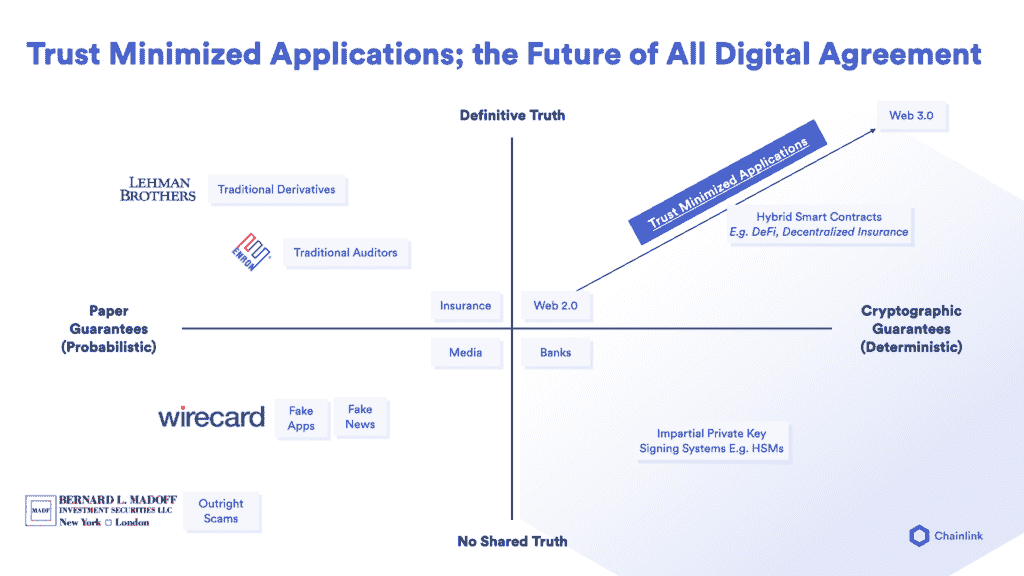 Trust Minimized Applications; the Future of All Digital Agreement
Definitive Truth
Web 3.0
Trust Minimized Applications
LEHMAN
BROTHERS
Traditional Derivatives
Hybrid Smart Contracts
E.g. DeFi, Decentralized Insurance
ENRON
Traditional Auditors
Insurance
Web 2.0
Paper
Guarantees
(Probabilistic)
Cryptographic
Guarantees
(Deterministic)
Media
Banks
wirecard
Fake
Apps
Fake
News
Impartial Private Key
Signing Systems E.g. HSMs
MADF
BERNARD L. MADOFF
INVESTMENT SECURITIES LLC
New York □ London
Outright
Scams
No Shared Truth
Chainlink